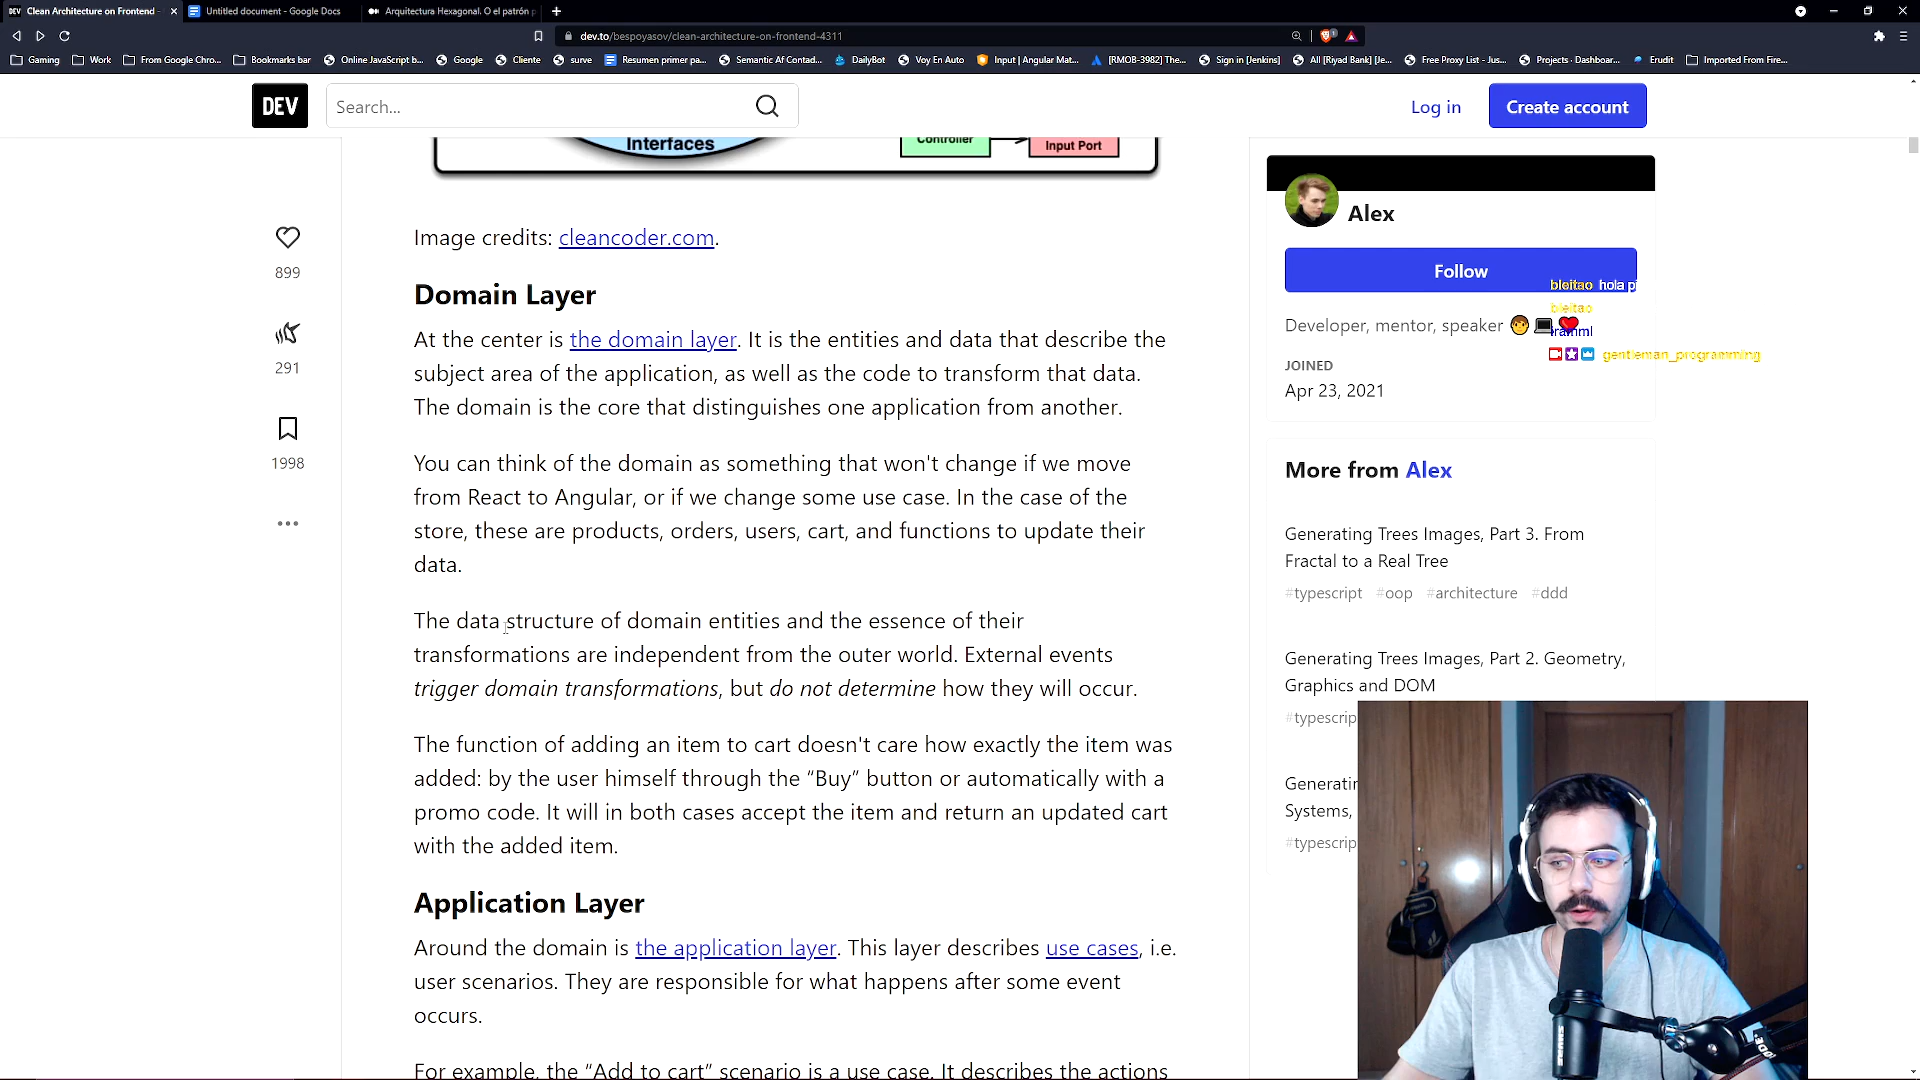 Clean Architecture on Frontend -
Untitled document - Google Docs
Arquitectura Hexagonal. O el patrón p
dev.to/bespoyasov/clean-architecture-on-frontend-4311
Gaming
Work
From Google Chro...
Bookmarks bar
Online JavaScript b...
Google
Cliente
surve
Resumen primer pa...
Semantic Af Contad...
DailyBot
Voy En Auto
Input | Angular Mat...
[RMOB-3982] The...
Sign in [Jenkins]
All [Riyad Bank] [Je...
Free Proxy List - Jus...
Projects - Dashboar...
Erudit
Imported From Fire...
DEV
Search...
Log in
Create account
Interfaces
Controller
Input Port
Image credits: cleancoder.com.
Domain Layer
At the center is the domain layer. It is the entities and data that describe the
subject area of the application, as well as the code to transform that data.
The domain is the core that distinguishes one application from another.
You can think of the domain as something that won't change if we move
from React to Angular, or if we change some use case. In the case of the
store, these are products, orders, users, cart, and functions to update their
data.
The data structure of domain entities and the essence of their
transformations are independent from the outer world. External events
trigger domain transformations, but do not determine how they will occur.
The function of adding an item to cart doesn't care how exactly the item was
added: by the user himself through the “Buy” button or automatically with a
promo code. It will in both cases accept the item and return an updated cart
with the added item.
Application Layer
Around the domain is the application layer. This layer describes use cases, i.e.
user scenarios. They are responsible for what happens after some event
occurs.
For example, the “Add to cart” scenario is a use case. It describes the actions
899
291
1998
Alex
Follow
Developer, mentor, speaker
JOINED
Apr 23, 2021
bleitao hola pi
bleitao
gentleman_programming
More from Alex
Generating Trees Images, Part 3. From
Fractal to a Real Tree
#typescript #oop #architecture #ddd
Generating Trees Images, Part 2. Geometry,
Graphics and DOM
#typescrip
Generatin
Systems,
#typescrip